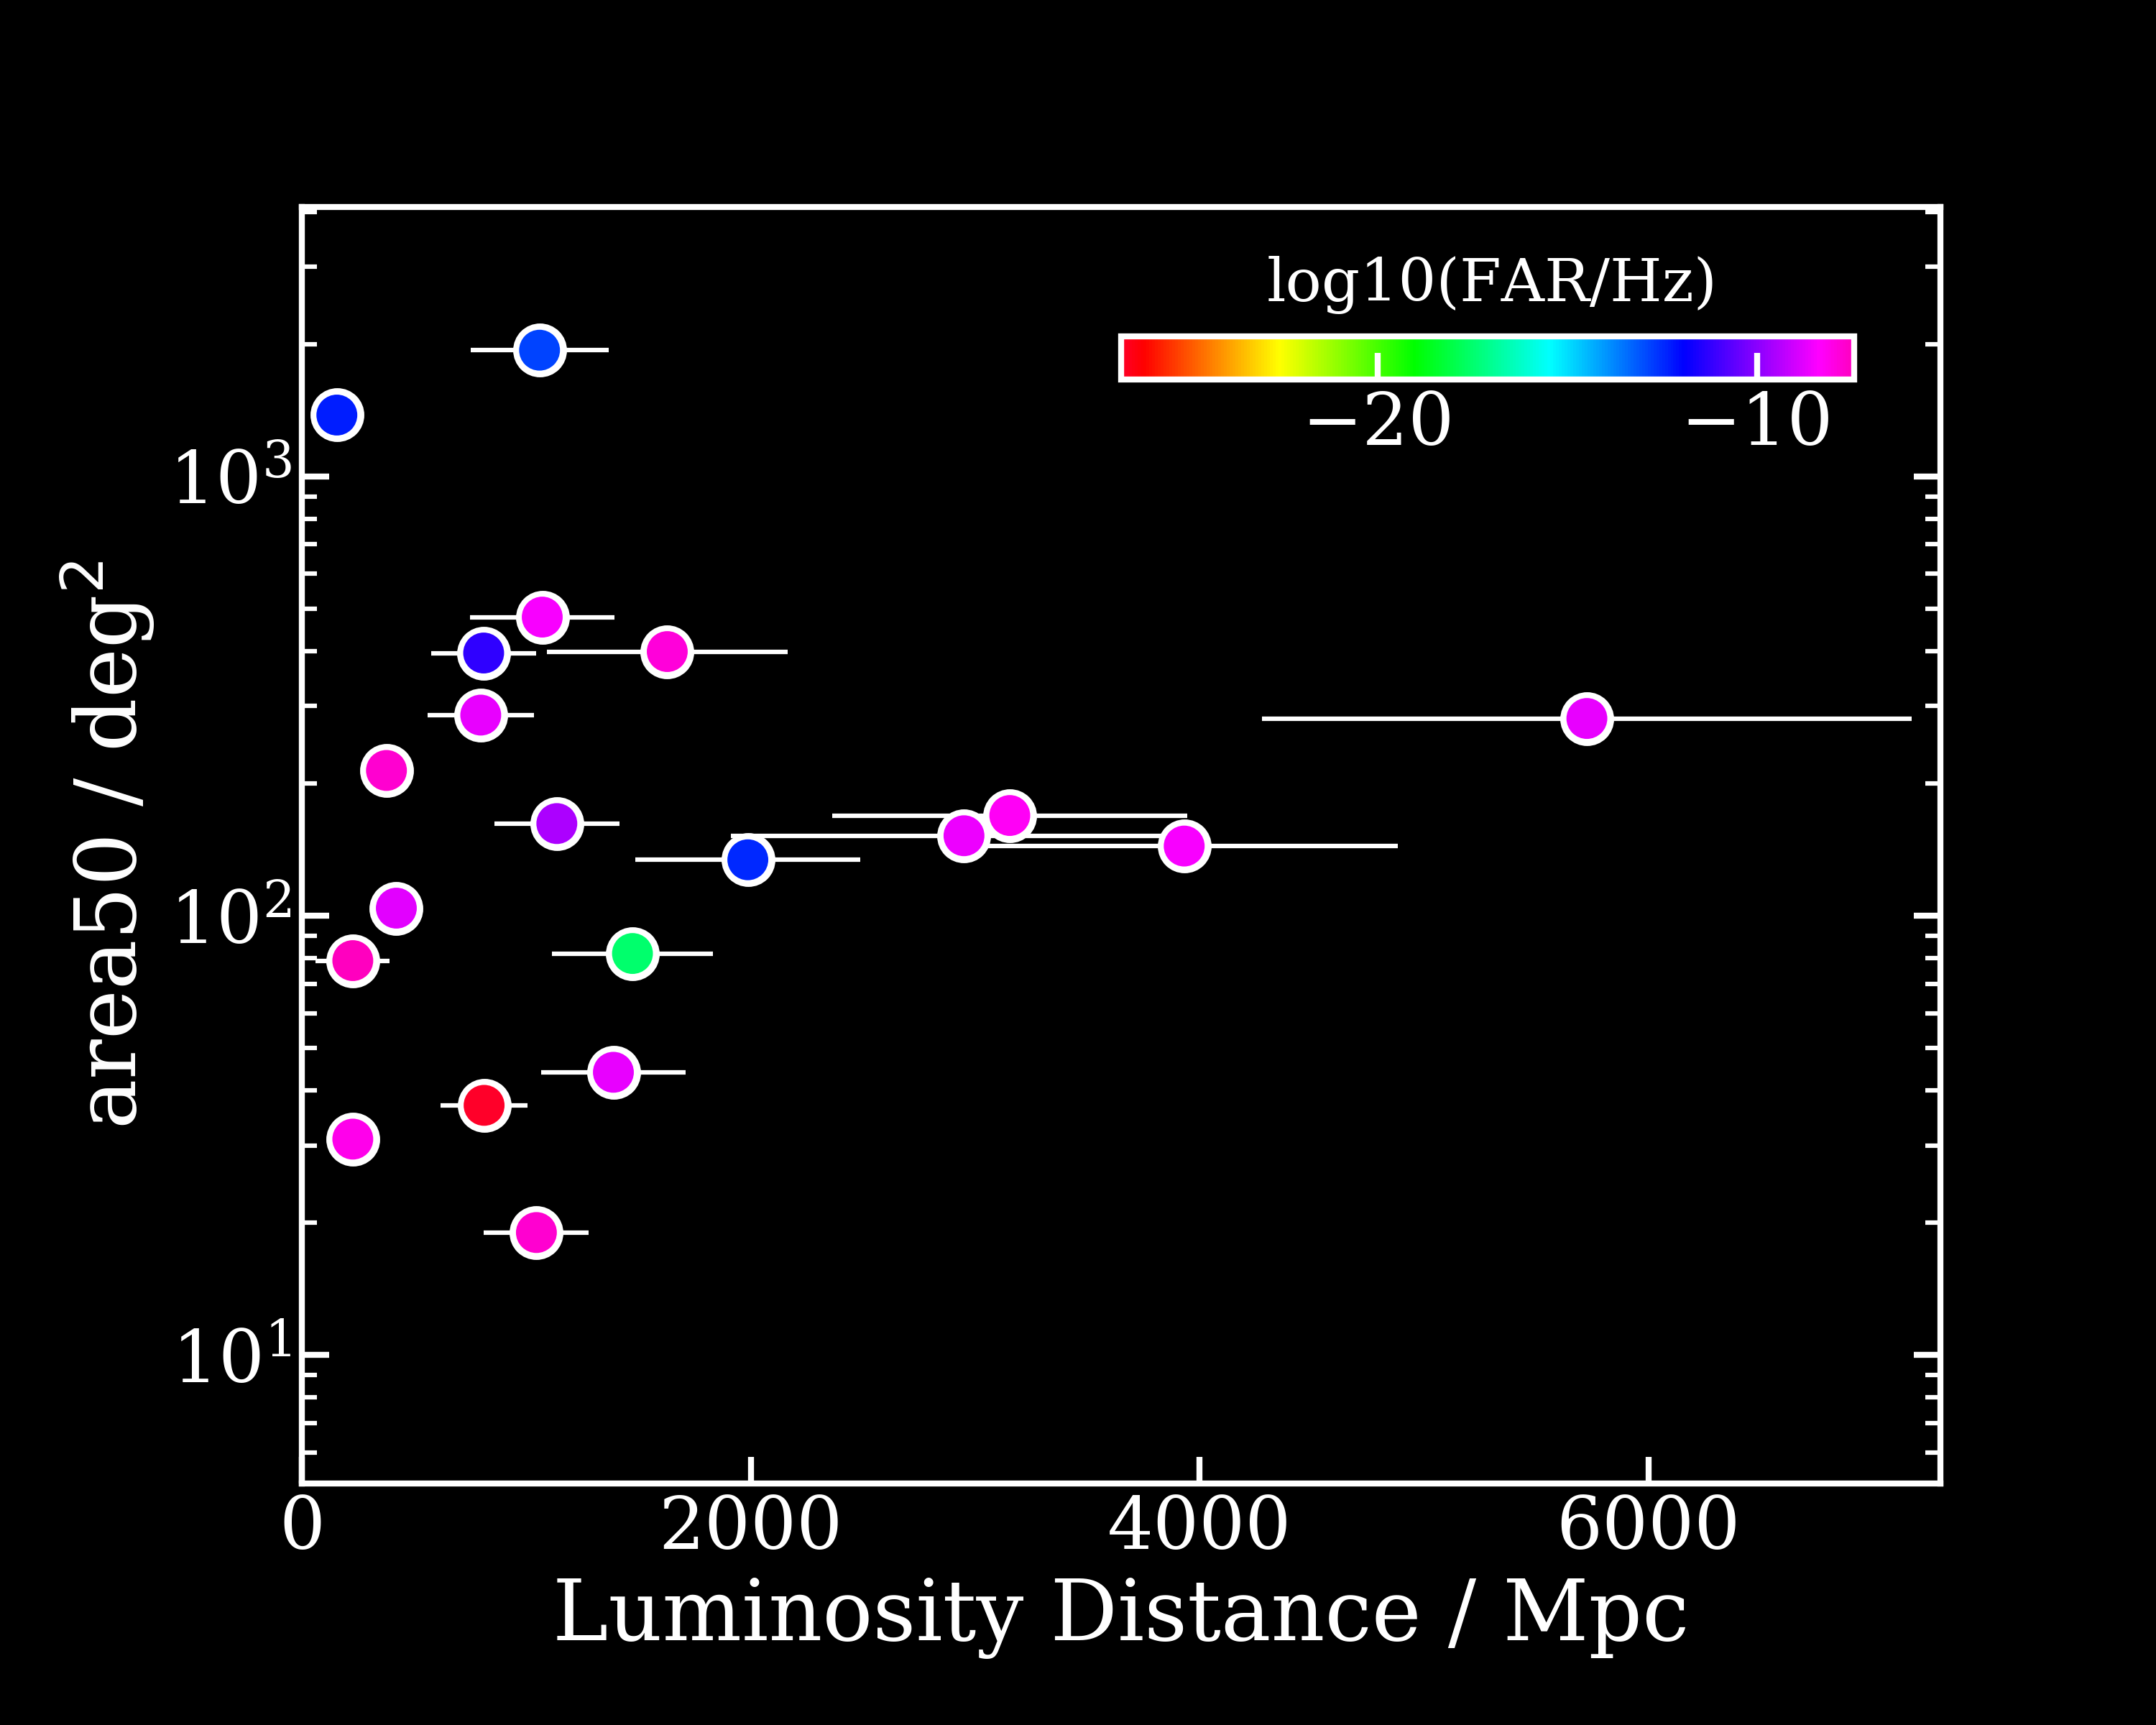 log10(FAR/Hz)
−20 −10
10³
10²
10¹
area50 / deg²
0 2000 4000 6000
Luminosity Distance / Mpc